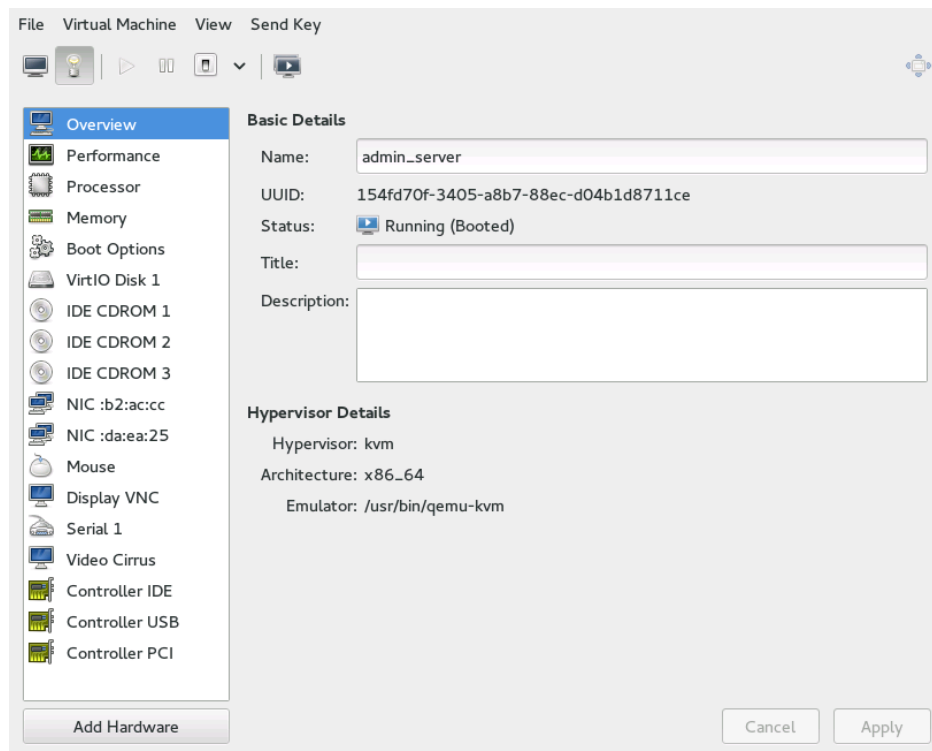 File Virtual Machine View Send Key
Overview
Performance
Processor
Memory
Boot Options
VirtIO Disk 1
IDE CDROM 1
IDE CDROM 2
IDE CDROM 3
NIC :b2:ac:cc
NIC :da:ea:25
Mouse
Display VNC
Serial 1
Video Cirrus
Controller IDE
Controller USB
Controller PCI
Add Hardware
Basic Details
Name: admin_server
UUID: 154fd70f-3405-a8b7-88ec-d04b1d8711ce
Status: Running (Booted)
Title:
Description:
Hypervisor Details
Hypervisor: kvm
Architecture: x86_64
Emulator: /usr/bin/qemu-kvm
Cancel Apply